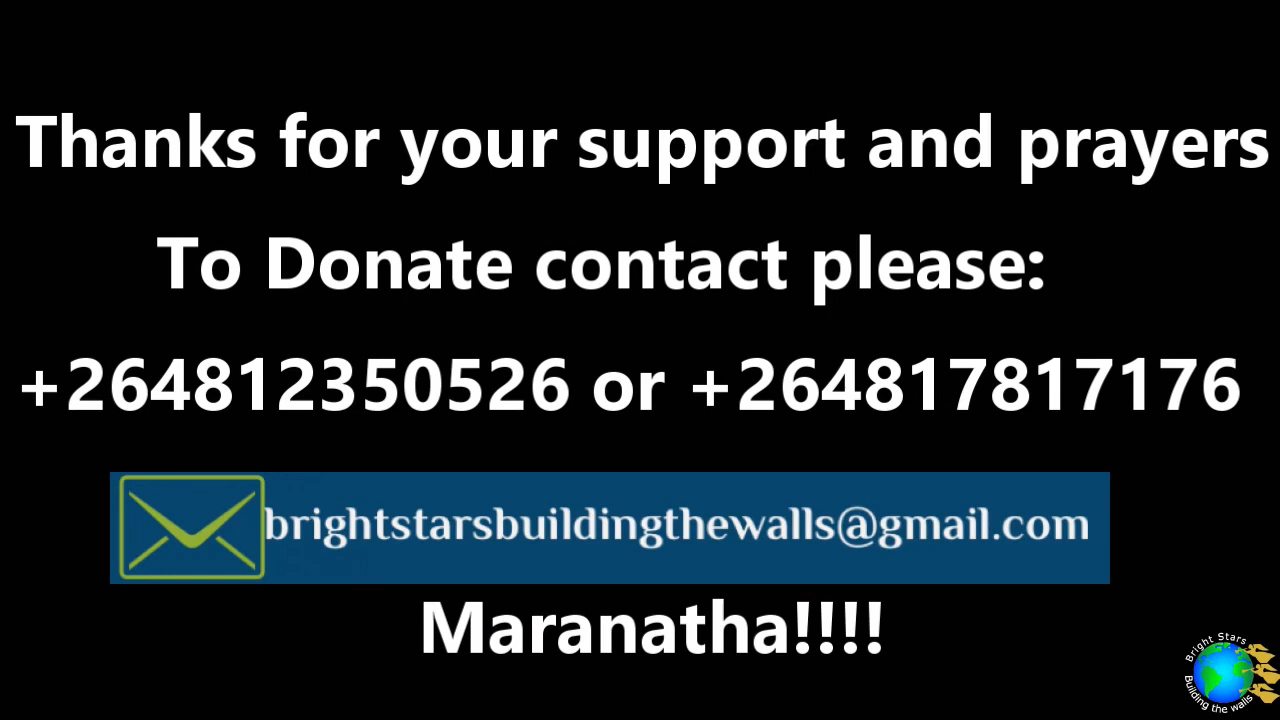 Thanks for your support and prayers
To Donate contact please:
+264812350526 or +264817817176
brightstarsbuildingthewalls@gmail.com
Maranatha!!!!
Bright Stars
Building the walls